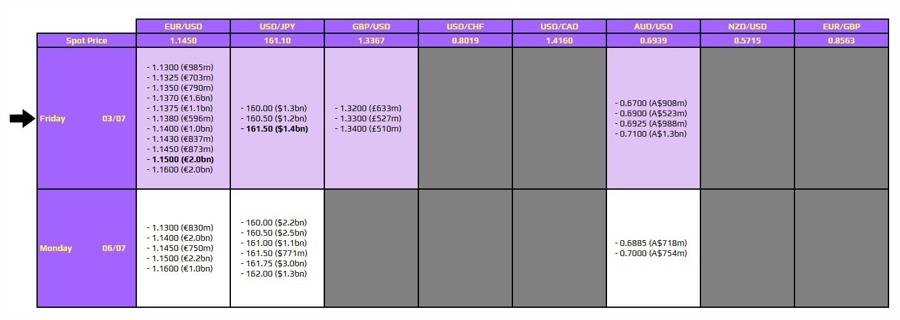 EUR/USD USD/JPY GBP/USD USD/CHF USD/CAD AUD/USD NZD/USD EUR/GBP
Spot Price 1.1450 161.10 1.3367 0.8019 1.4160 0.6939 0.5715 0.8563
Friday 03/07
- 1.1300 (€985m)
- 1.1325 (€703m)
- 1.1350 (€790m)
- 1.1370 (€1.6bn)
- 1.1375 (€1.1bn)
- 1.1380 (€596m)
- 1.1400 (€1.0bn)
- 1.1430 (€837m)
- 1.1450 (€873m)
- 1.1500 (€2.0bn)
- 1.1600 (€2.0bn)
- 160.00 ($1.3bn)
- 160.50 ($1.2bn)
- 161.50 ($1.4bn)
- 1.3200 (£633m)
- 1.3300 (£527m)
- 1.3400 (£510m)
- 0.6700 (A$908m)
- 0.6900 (A$523m)
- 0.6925 (A$988m)
- 0.7100 (A$1.3bn)
Monday 06/07
- 1.1300 (€830m)
- 1.1400 (€2.0bn)
- 1.1450 (€750m)
- 1.1500 (€2.2bn)
- 1.1600 (€1.0bn)
- 160.00 ($2.2bn)
- 160.50 ($2.5bn)
- 161.00 ($1.1bn)
- 161.50 ($771m)
- 161.75 ($3.0bn)
- 162.00 ($1.3bn)
- 0.6885 (A$718m)
- 0.7000 (A$754m)